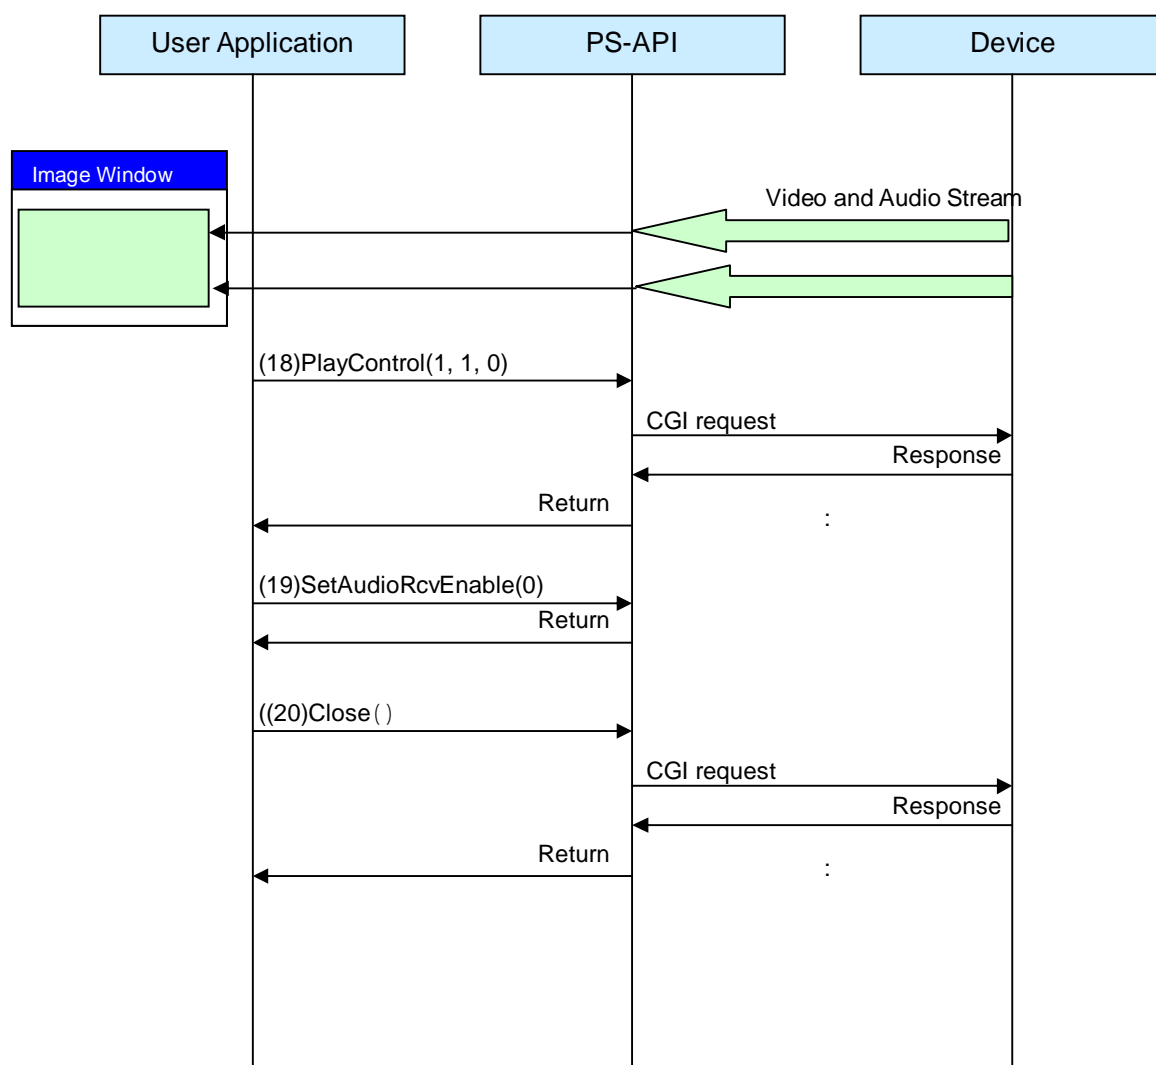 User Application
PS-API
Device
Image Window
Video and Audio Stream
(18)PlayControl(1, 1, 0)
CGI request
Response
Return
:
(19)SetAudioRcvEnable(0)
Return
((20)Close()
CGI request
Response
Return
: